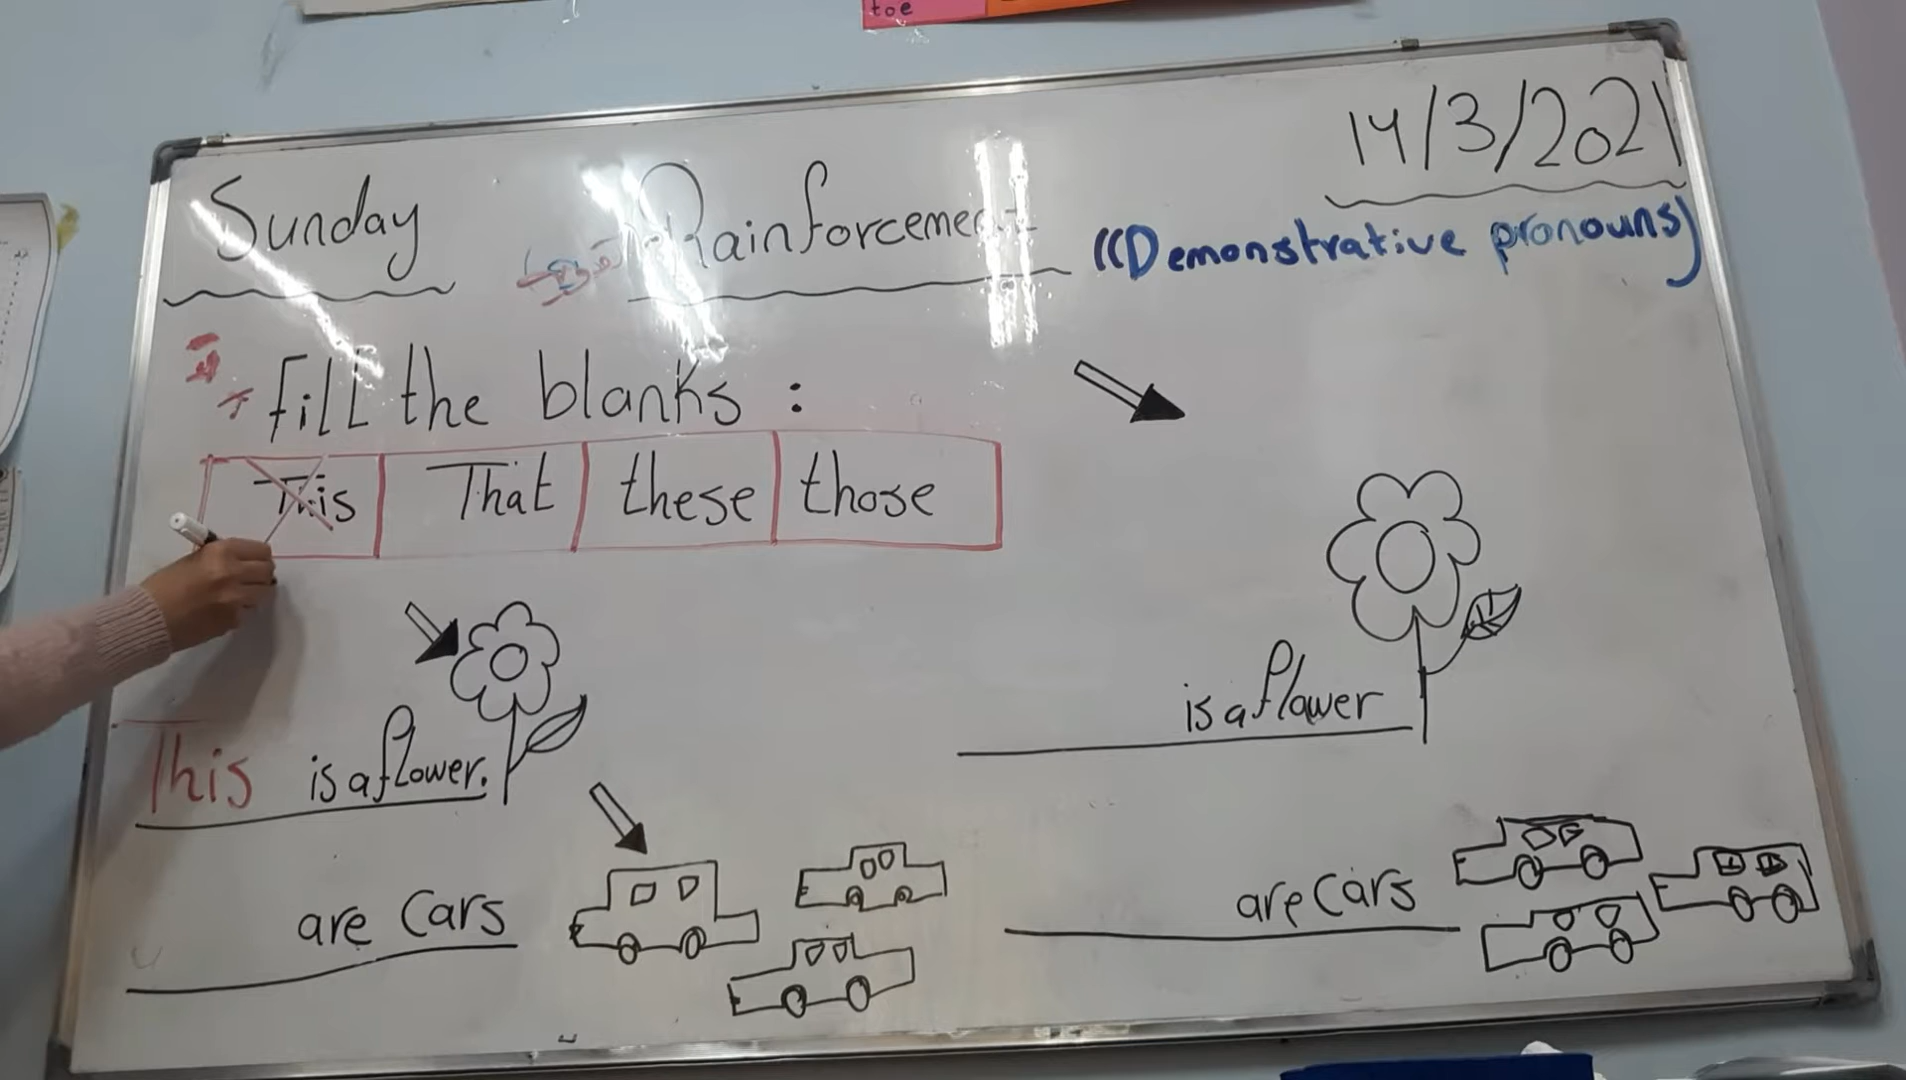 toe
Sunday
Rainforcement
((Demonstrative pronouns)
14/3/2021
fill the blanks :
This That these those
This is a flower.
is a flower
are Cars
are cars